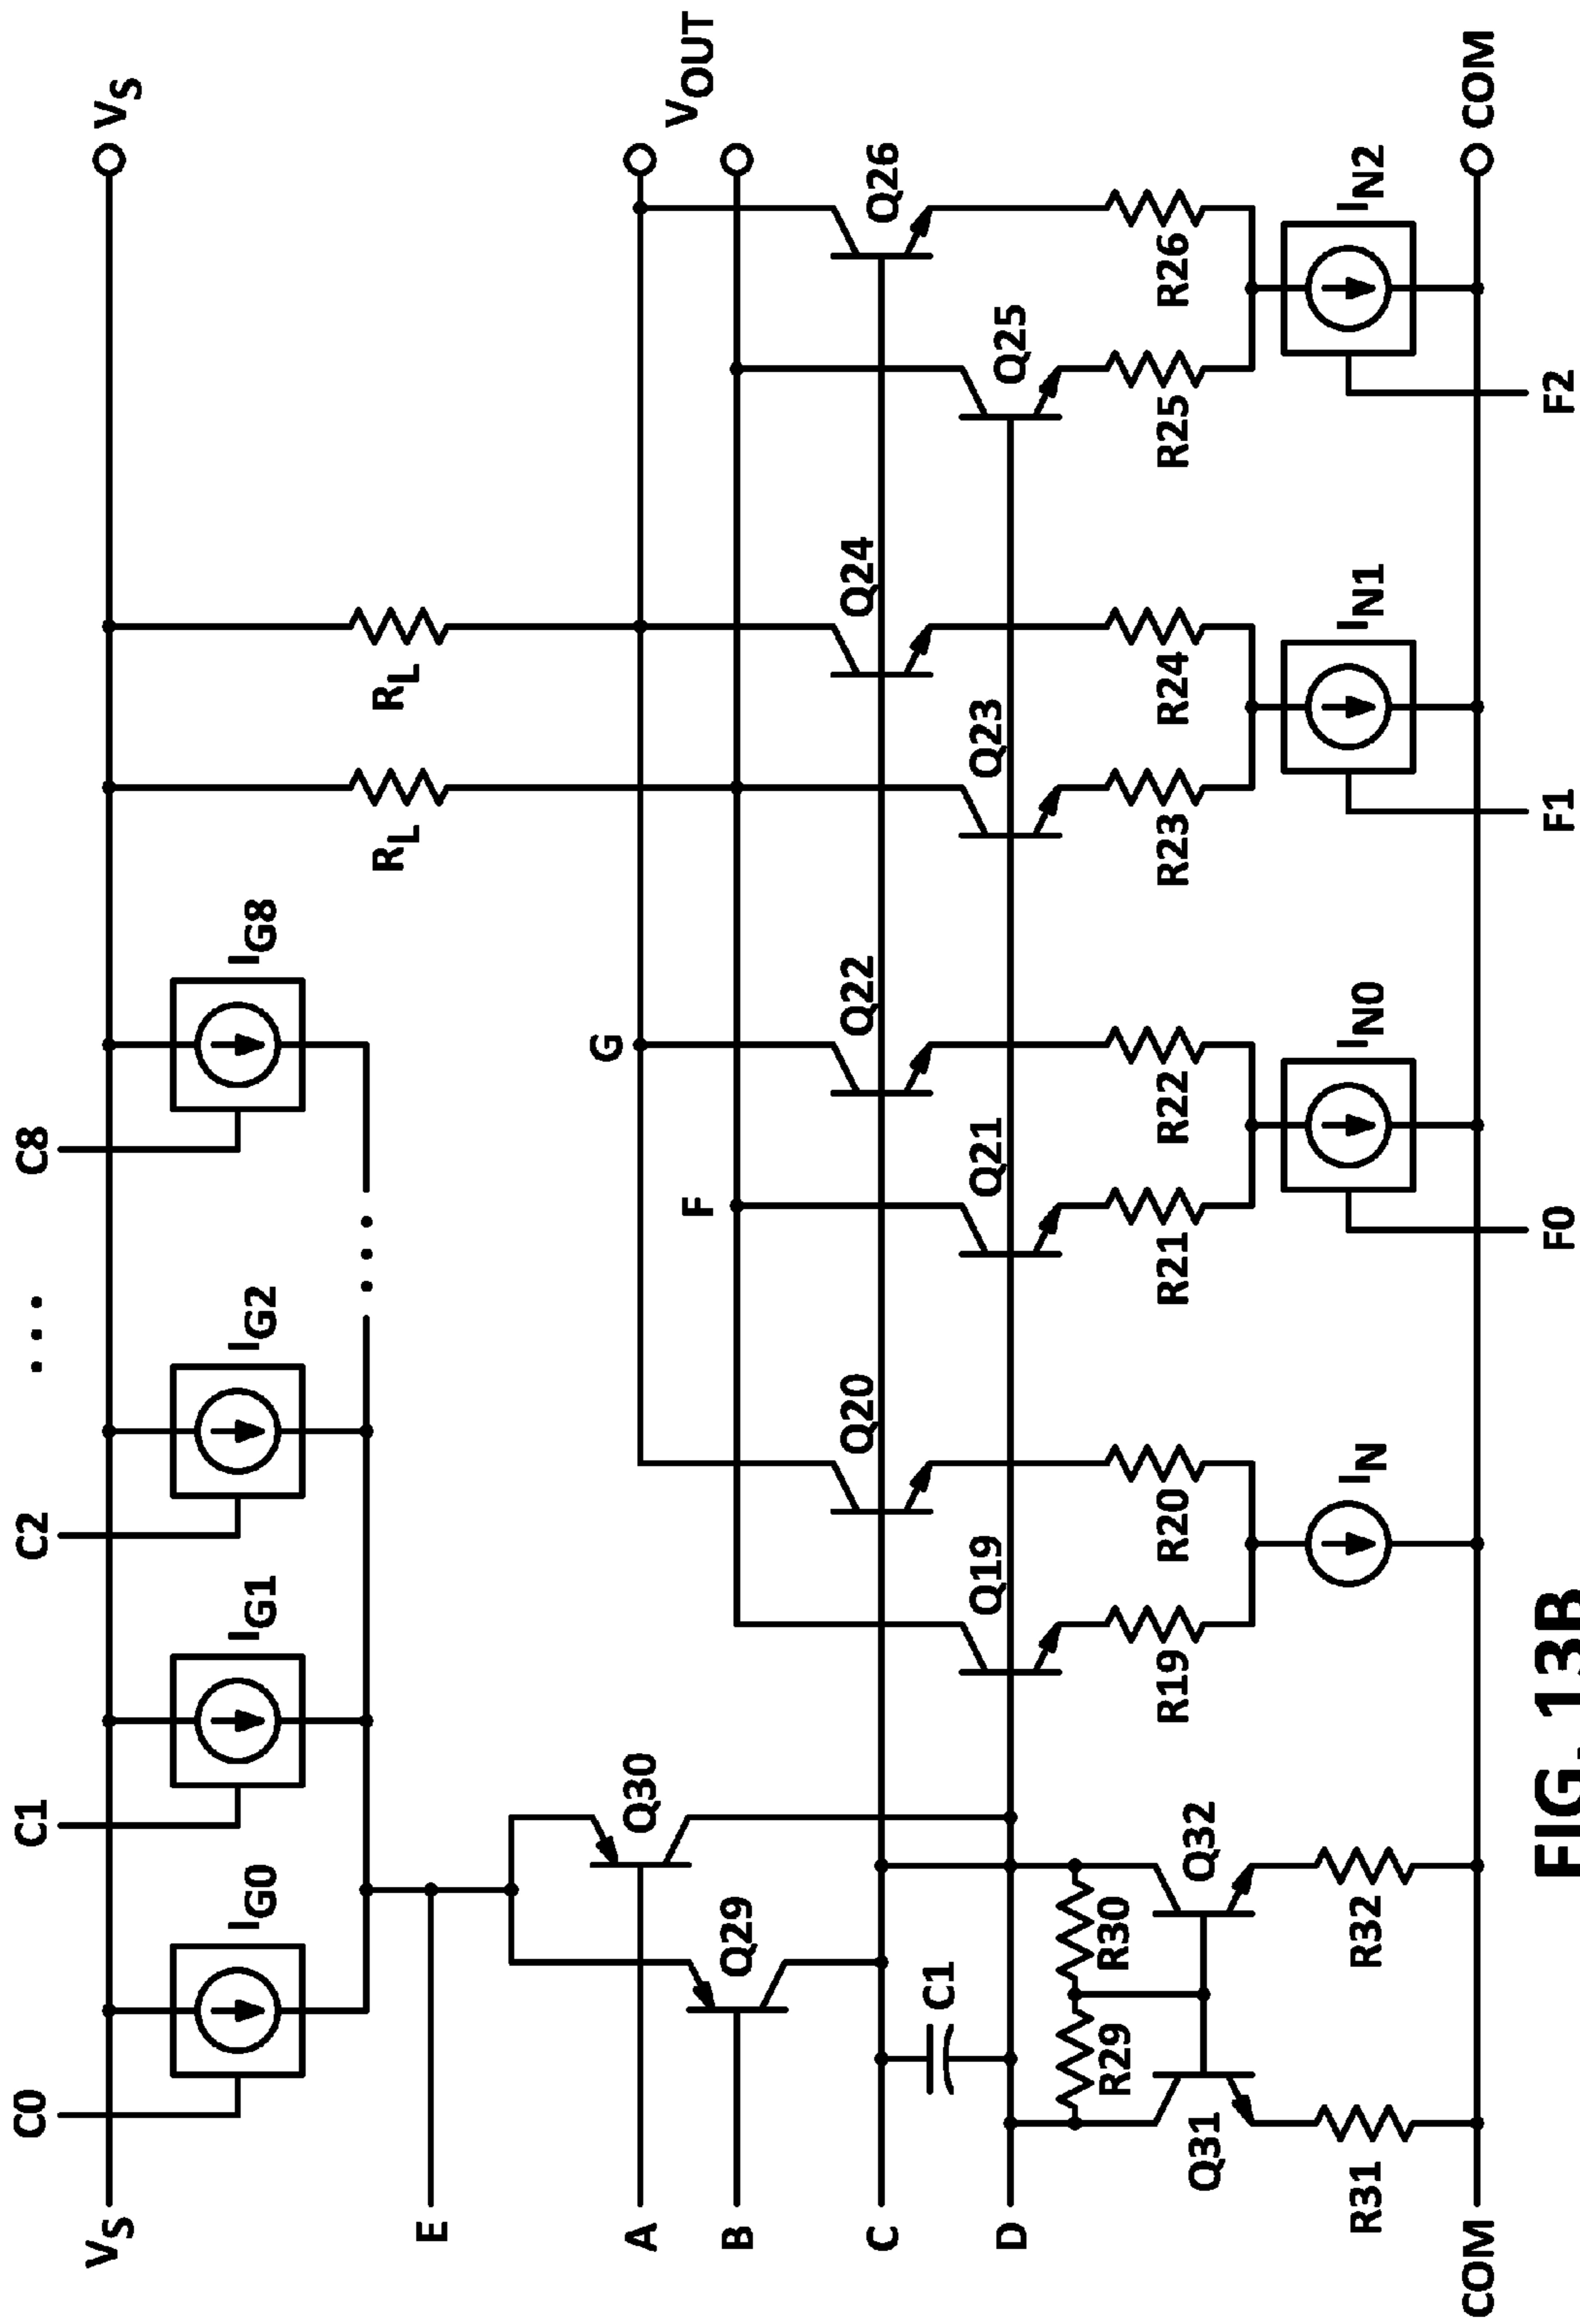 C0
C1
C2
. . .
C8
VS
VS
IG0
IG1
IG2
. . .
IG8
RL
RL
E
A
B
C
D
Q29
Q30
F
G
VOUT
Q19
Q20
Q21
Q22
Q23
Q24
Q25
Q26
C1
R29
R30
Q31
Q32
R19
R20
R21
R22
R23
R24
R25
R26
R31
R32
IN
IN0
IN1
IN2
COM
COM
F0
F1
F2
FIG. 13B